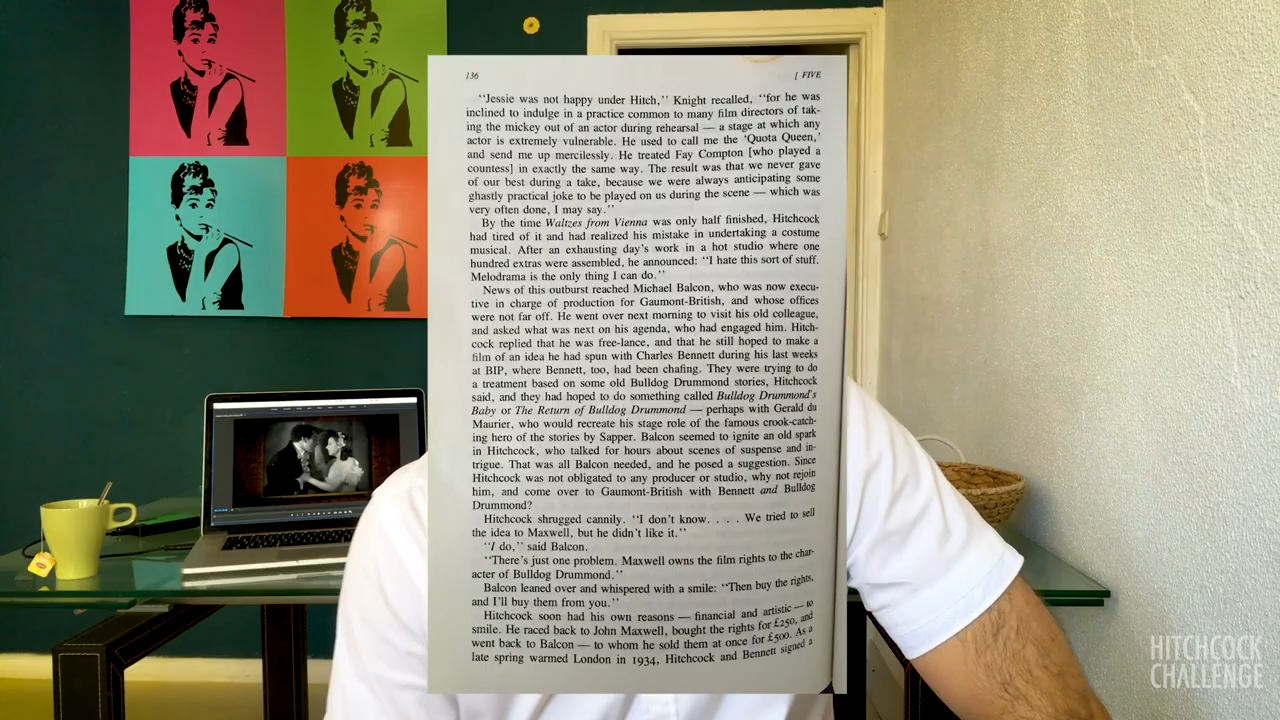 136
[ FIVE
‘‘Jessie was not happy under Hitch,’’ Knight recalled, ‘‘for he was
inclined to indulge in a practice common to many film directors of tak-
ing the mickey out of an actor during rehearsal — a stage at which any
actor is extremely vulnerable. He used to call me the ‘Quota Queen,’
and send me up mercilessly. He treated Fay Compton [who played a
countess] in exactly the same way. The result was that we never gave
of our best during a take, because we were always anticipating some
ghastly practical joke to be played on us during the scene — which was
very often done, I may say.’’
By the time Waltzes from Vienna was only half finished, Hitchcock
had tired of it and had realized his mistake in undertaking a costume
musical. After an exhausting day’s work in a hot studio where one
hundred extras were assembled, he announced: ‘‘I hate this sort of stuff.
Melodrama is the only thing I can do.’’
News of this outburst reached Michael Balcon, who was now execu-
tive in charge of production for Gaumont-British, and whose offices
were not far off. He went over next morning to visit his old colleague,
and asked what was next on his agenda, who had engaged him. Hitch-
cock replied that he was free-lance, and that he still hoped to make a
film of an idea he had spun with Charles Bennett during his last weeks
at BIP, where Bennett, too, had been chafing. They were trying to do
a treatment based on some old Bulldog Drummond stories, Hitchcock
said, and they had hoped to do something called Bulldog Drummond’s
Baby or The Return of Bulldog Drummond — perhaps with Gerald du
Maurier, who would recreate his stage role of the famous crook-catch-
ing hero of the stories by Sapper. Balcon seemed to ignite an old spark
in Hitchcock, who talked for hours about scenes of suspense and in-
trigue. That was all Balcon needed, and he posed a suggestion. Since
Hitchcock was not obligated to any producer or studio, why not rejoin
him, and come over to Gaumont-British with Bennett and Bulldog
Drummond?
Hitchcock shrugged cannily. ‘‘I don’t know. . . . We tried to sell
the idea to Maxwell, but he didn’t like it.’’
‘‘I do,’’ said Balcon.
‘‘There’s just one problem. Maxwell owns the film rights to the char-
acter of Bulldog Drummond.’’
Balcon leaned over and whispered with a smile: ‘‘Then buy the rights,
and I’ll buy them from you.’’
Hitchcock soon had his own reasons — financial and artistic — to
smile. He raced back to John Maxwell, bought the rights for £250, and
went back to Balcon — to whom he sold them at once for £500. As a
late spring warmed London in 1934, Hitchcock and Bennett signed a
HITCHCOCK
CHALLENGE